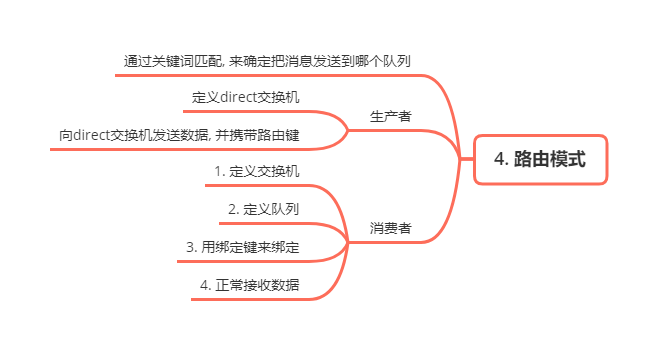 通过关键词匹配, 来确定把消息发送到哪个队列
定义direct交换机
生产者
向direct交换机发送数据, 并携带路由键
4. 路由模式
1. 定义交换机
2. 定义队列
消费者
3. 用绑定键来绑定
4. 正常接收数据